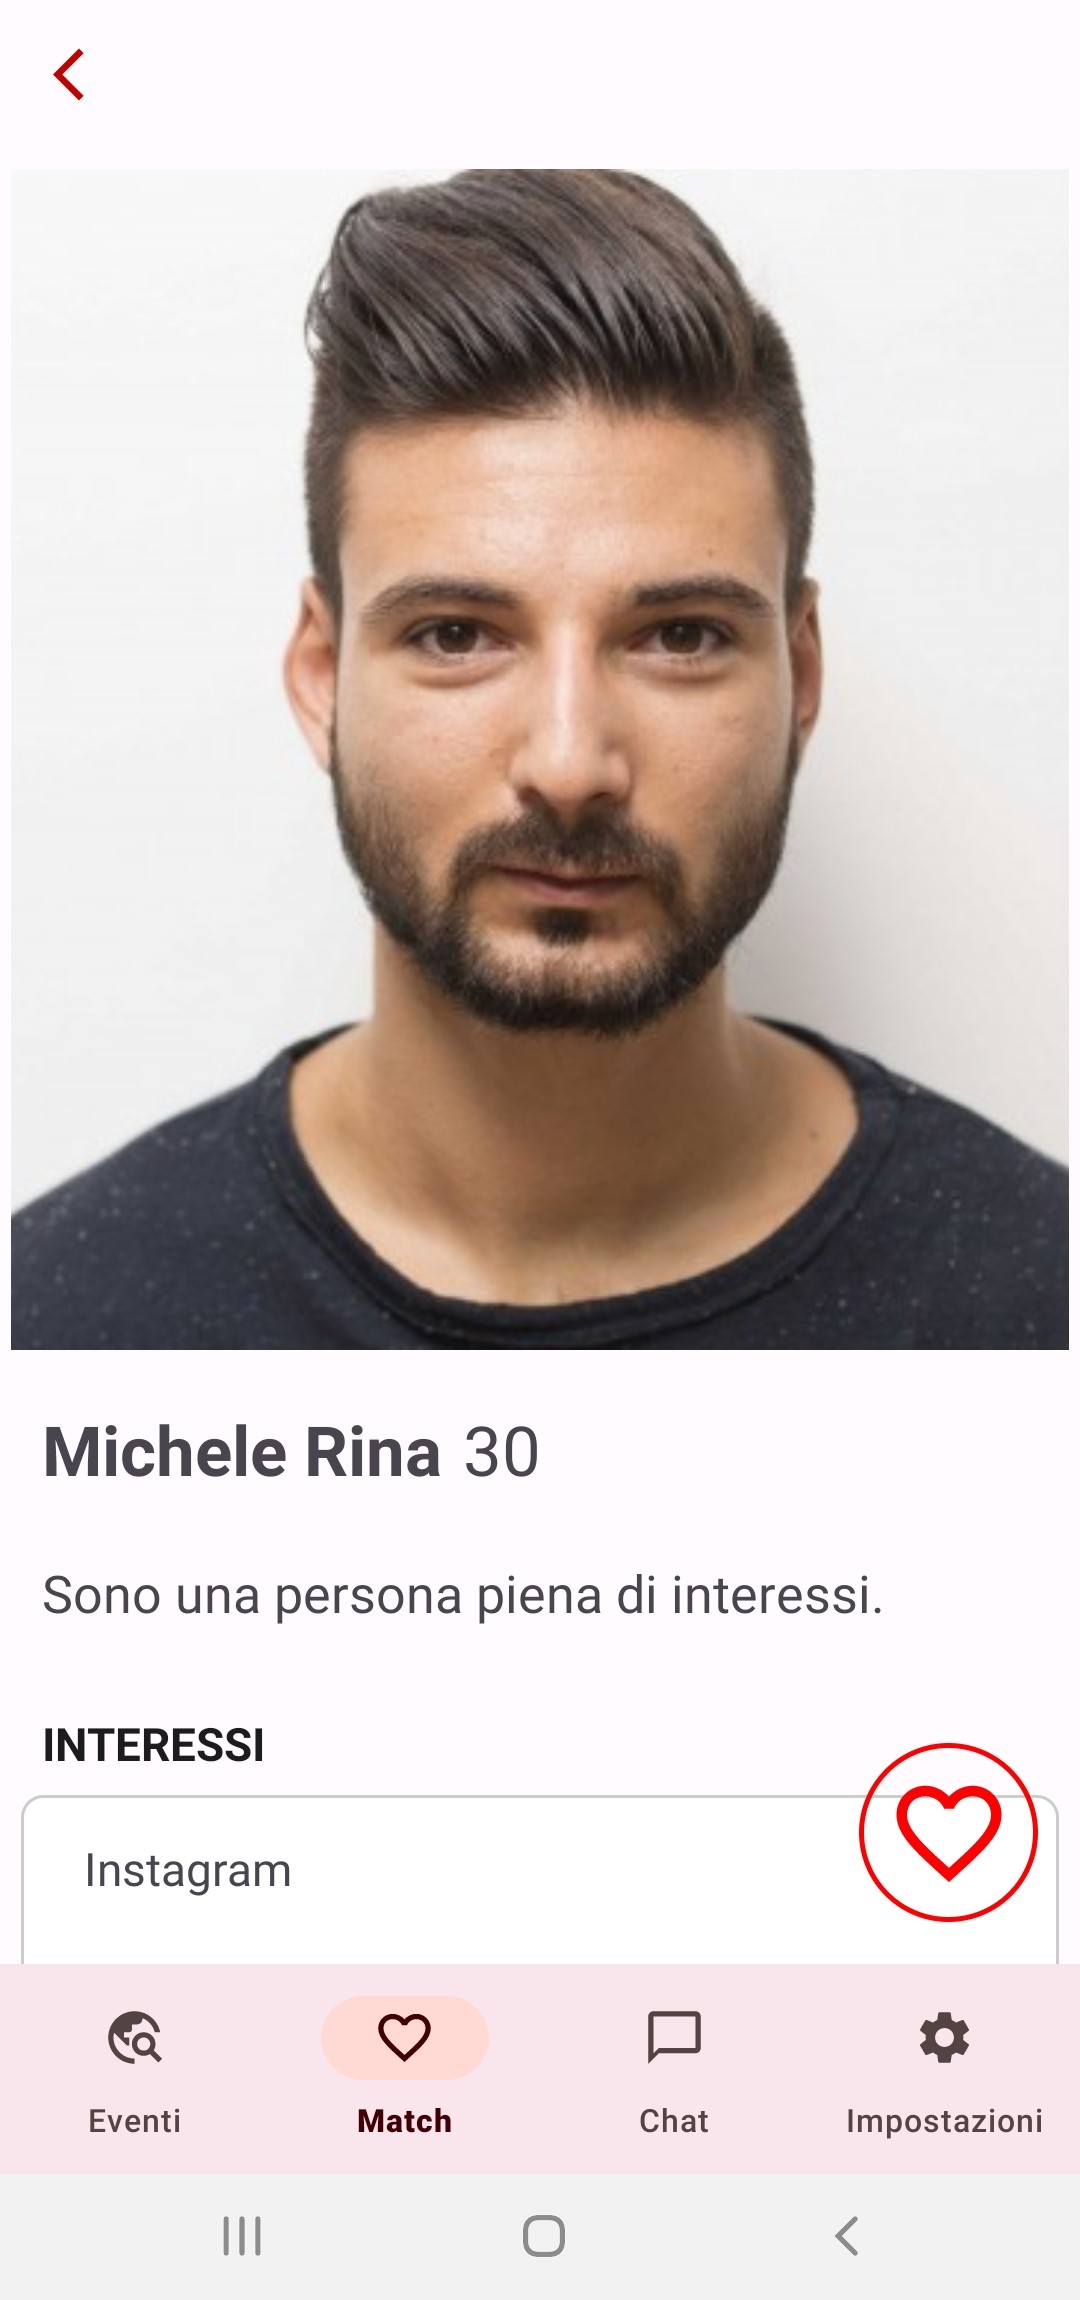 Michele Rina 30
Sono una persona piena di interessi.
INTERESSI
Instagram
Eventi
Match
Chat
Impostazioni